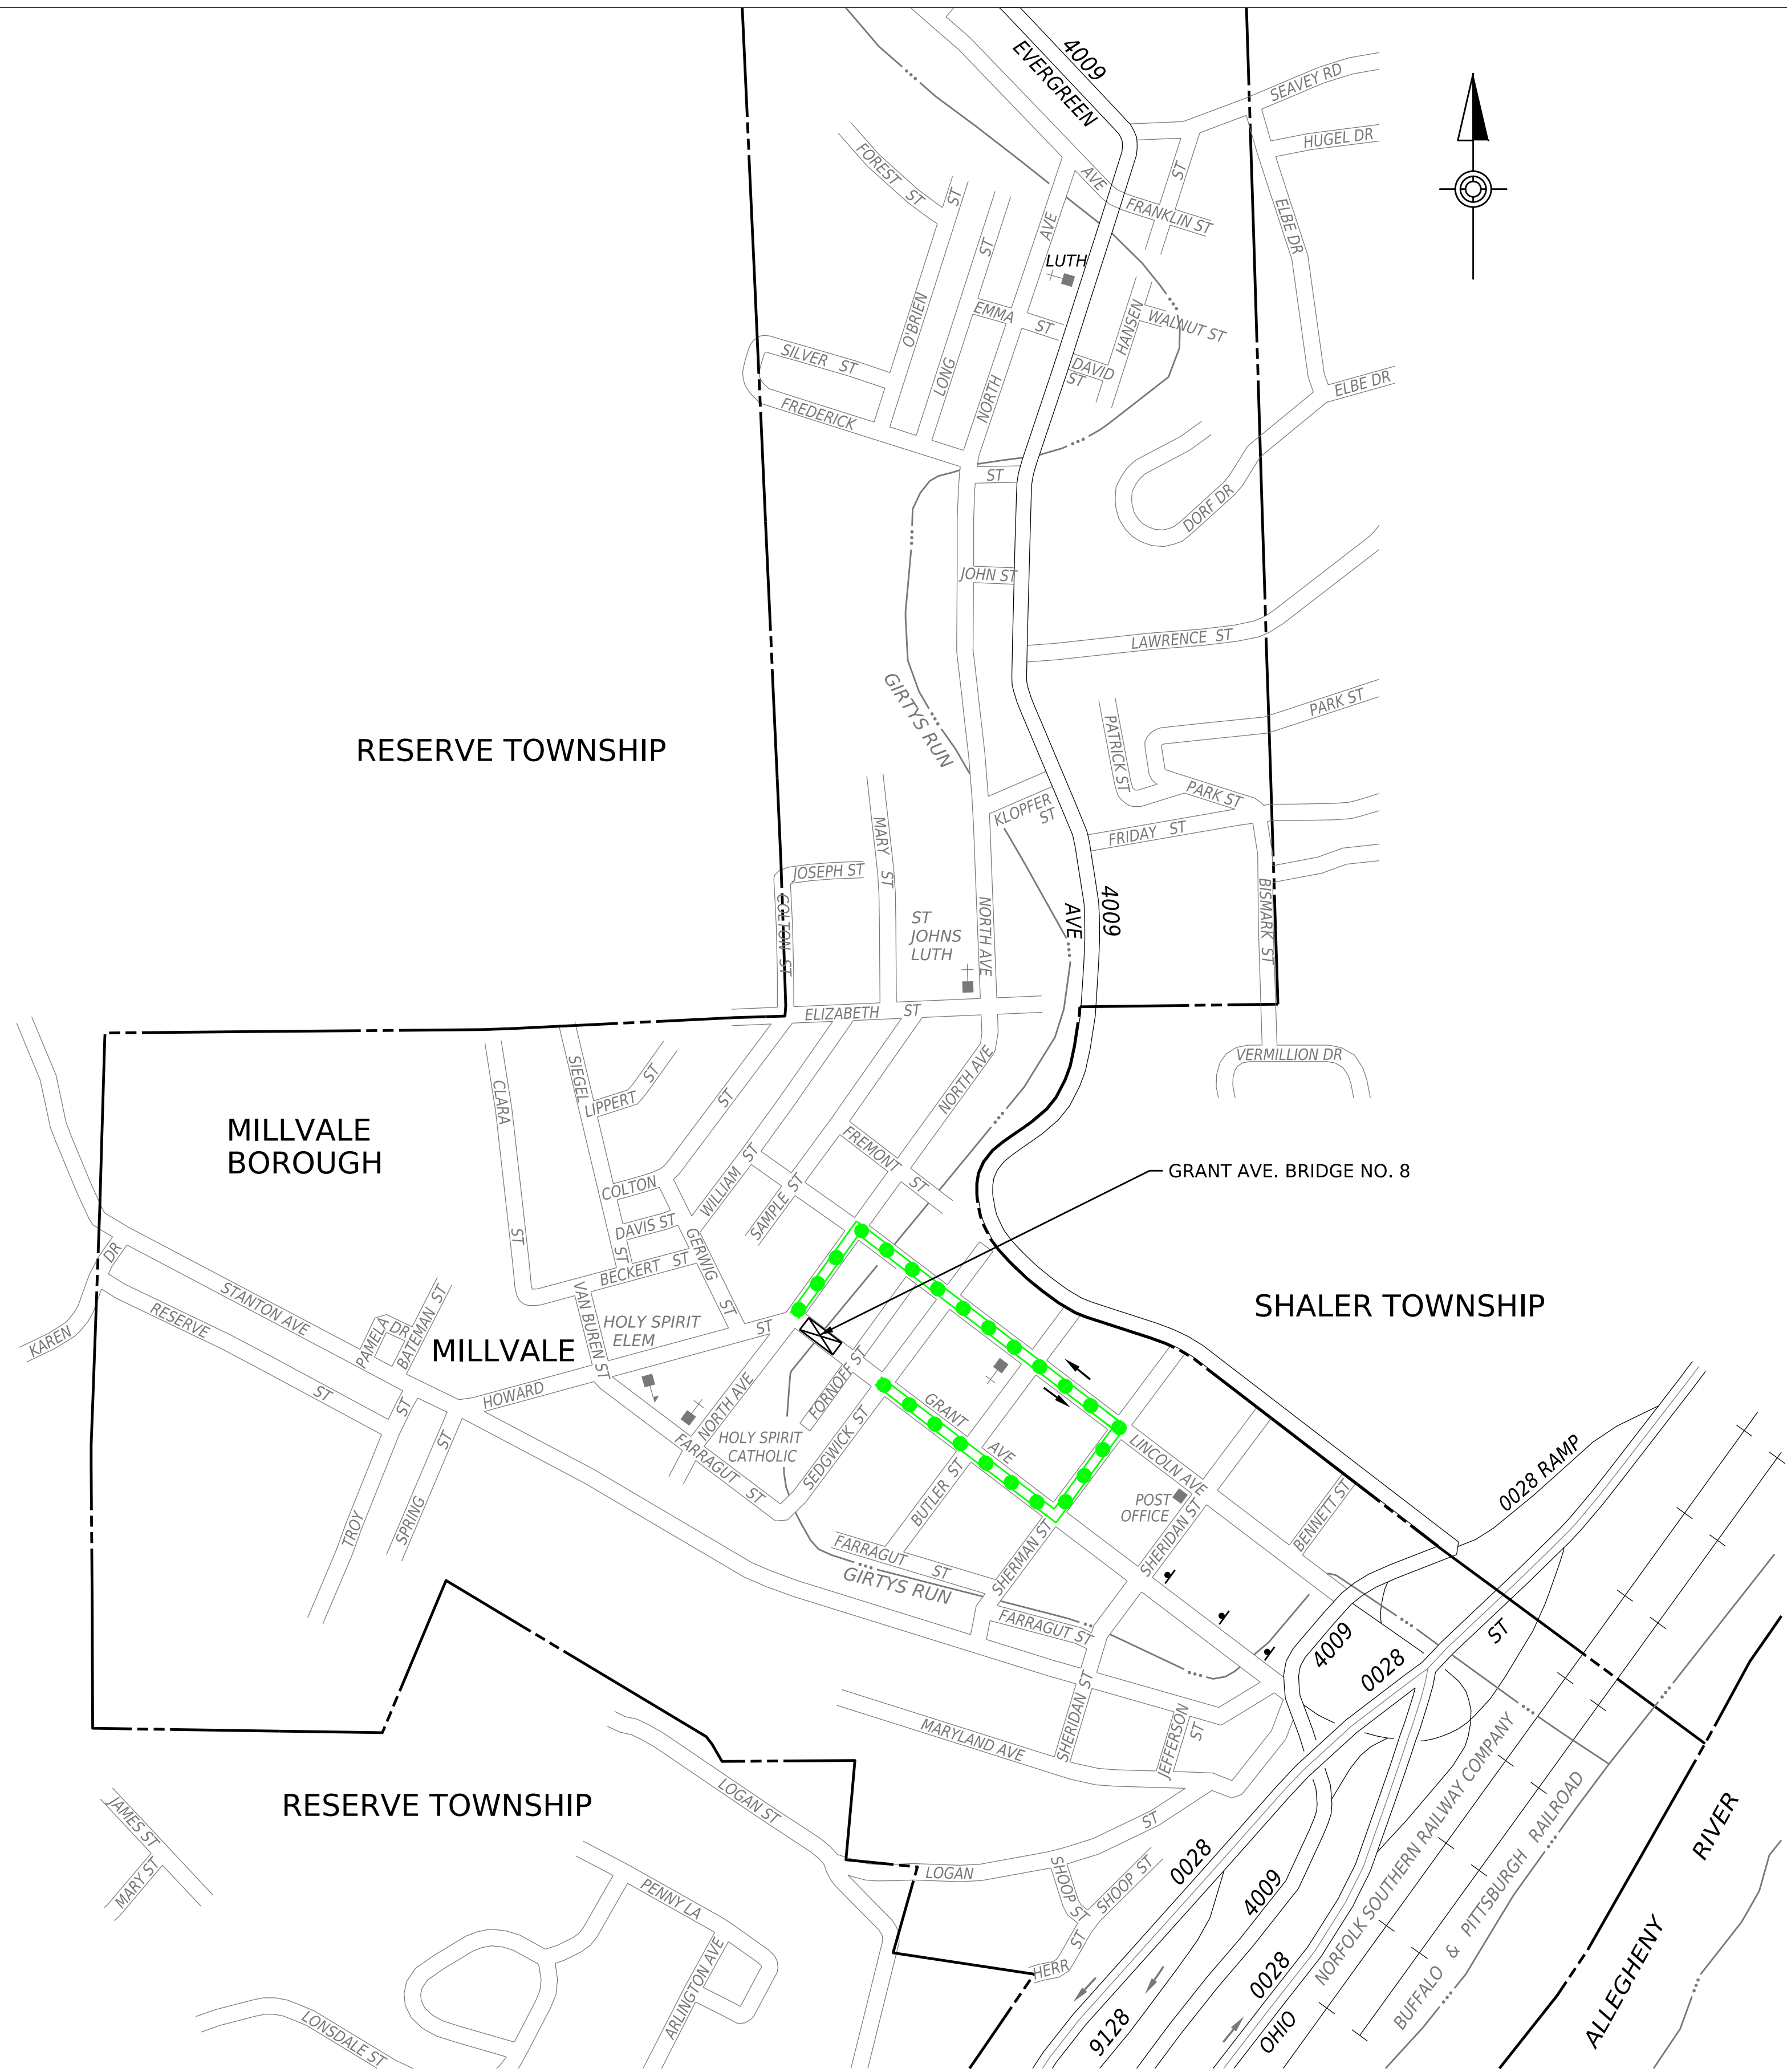 4009
EVERGREEN
SEAVEY RD
HUGEL DR
FOREST ST
ST
AVE
ST
FRANKLIN ST
ELBE DR
ST
AVE
LUTH
O'BRIEN
EMMA ST
HANSEN
WALNUT ST
SILVER ST
LONG
NORTH
DAVID
ST
ELBE DR
FREDERICK
ST
DORF DR
JOHN ST
LAWRENCE ST
GIRTYS RUN
PARK ST
PATRICK ST
RESERVE TOWNSHIP
PARK ST
KLOPFER
ST
FRIDAY ST
MARY ST
JOSEPH ST
COLTON ST
ST
JOHNS
LUTH
NORTH AVE
AVE
4009
BISMARK ST
ELIZABETH ST
VERMILLION DR
CLARA
SIEGEL
LIPPERT ST
ST
NORTH AVE
MILLVALE
BOROUGH
FREMONT ST
GRANT AVE. BRIDGE NO. 8
COLTON
WILLIAM ST
SAMPLE ST
DAVIS ST
ST
ST
GERWIG
ST
BECKERT ST
DR
STANTON AVE
RESERVE
KAREN
PAMELA
DR
BATEMAN ST
VAN BUREN ST
HOLY SPIRIT
ELEM
ST
MILLVALE
SHALER TOWNSHIP
HOWARD
ST
ST
ST
NORTH AVE
FORNOFF ST
GRANT
AVE
LINCOLN AVE
HOLY SPIRIT
CATHOLIC
FARRAGUT ST
SEDGWICK ST
BUTLER ST
POST
OFFICE
SHERIDAN ST
BENNETT ST
0028 RAMP
TROY
SPRING
FARRAGUT ST
GIRTYS RUN
SHERMAN ST
FARRAGUT ST
4009
0028
ST
MARYLAND AVE
SHERIDAN ST
JEFFERSON
ST
JAMES ST
MARY ST
RESERVE TOWNSHIP
LOGAN ST
LOGAN
ST
SHOOP ST
SHOOP ST
HERR
ST
PENNY LA
ARLINGTON AVE
LONSDALE ST
0028
4009
0028
9128
OHIO
NORFOLK SOUTHERN RAILWAY COMPANY
BUFFALO & PITTSBURGH RAILROAD
ALLEGHENY
RIVER